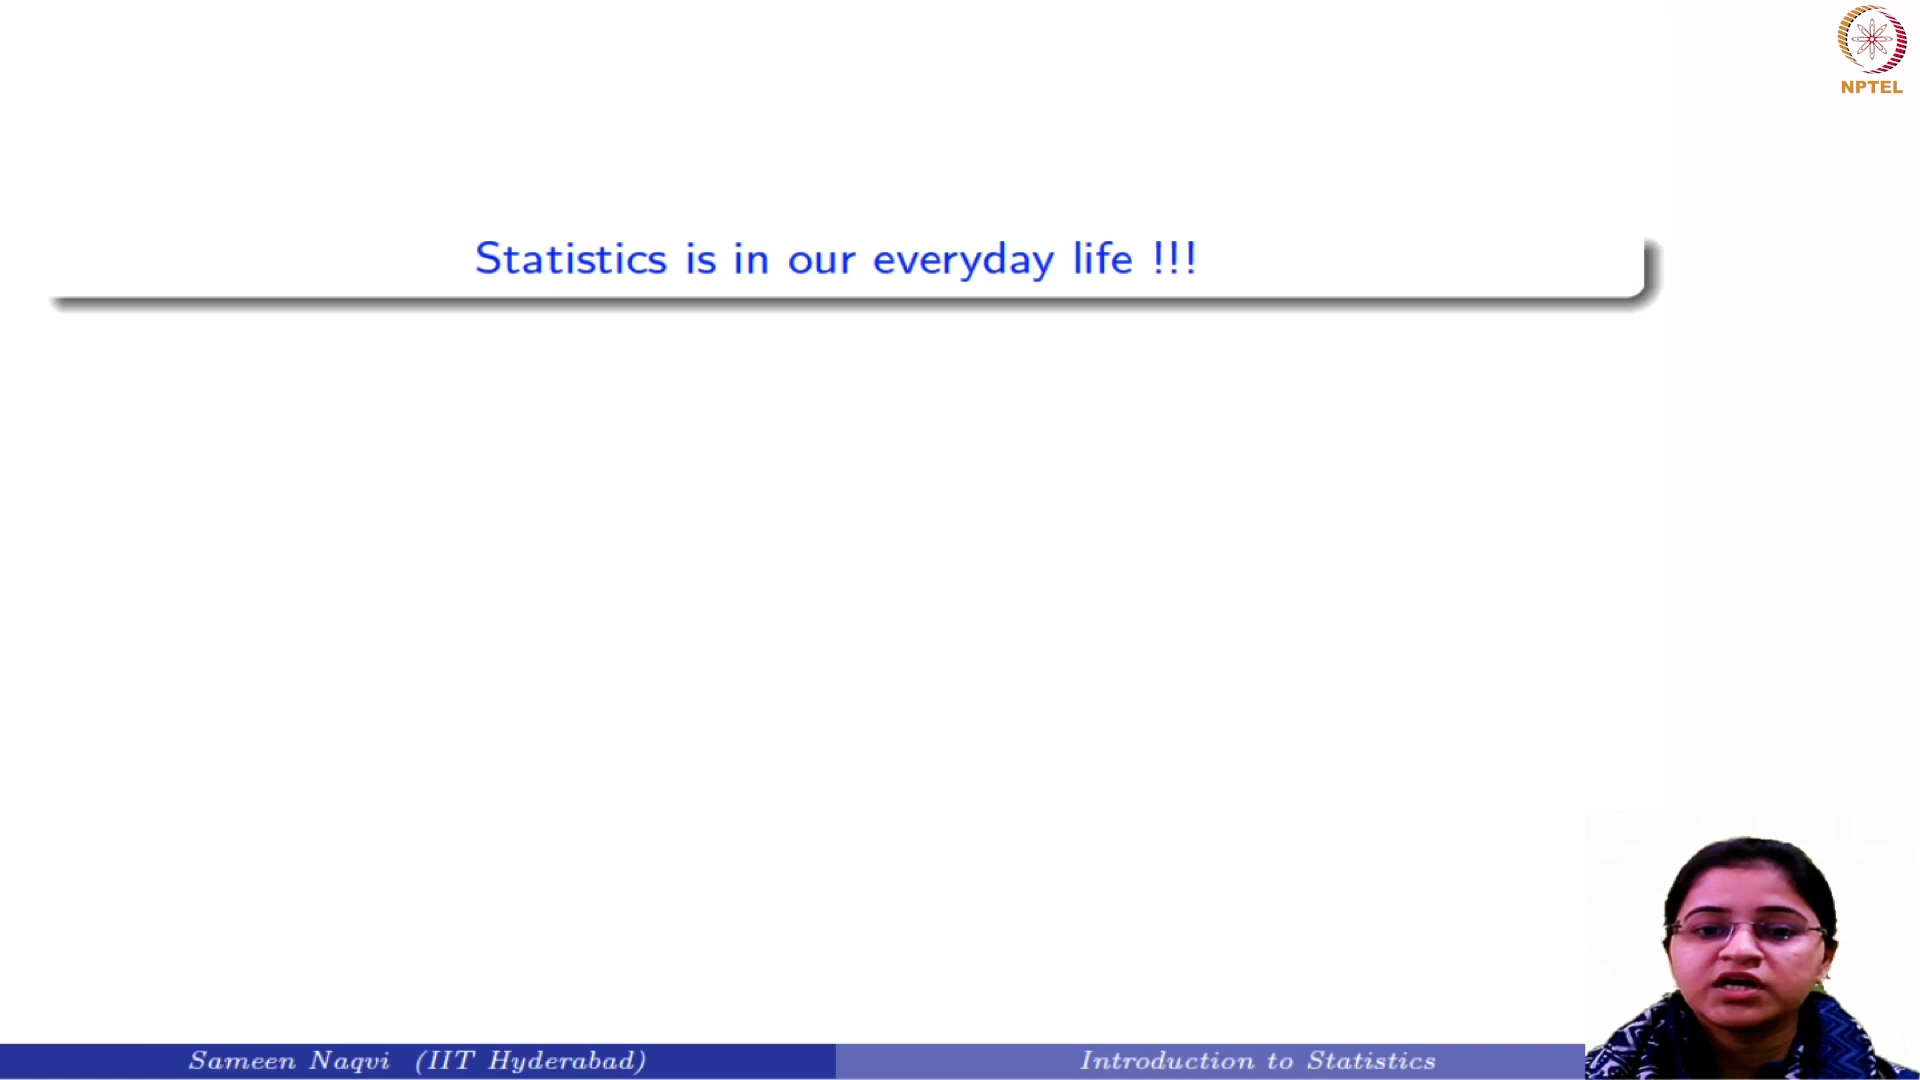 NPTEL
Statistics is in our everyday life !!!
Sameen Naqvi (IIT Hyderabad)
Introduction to Statistics